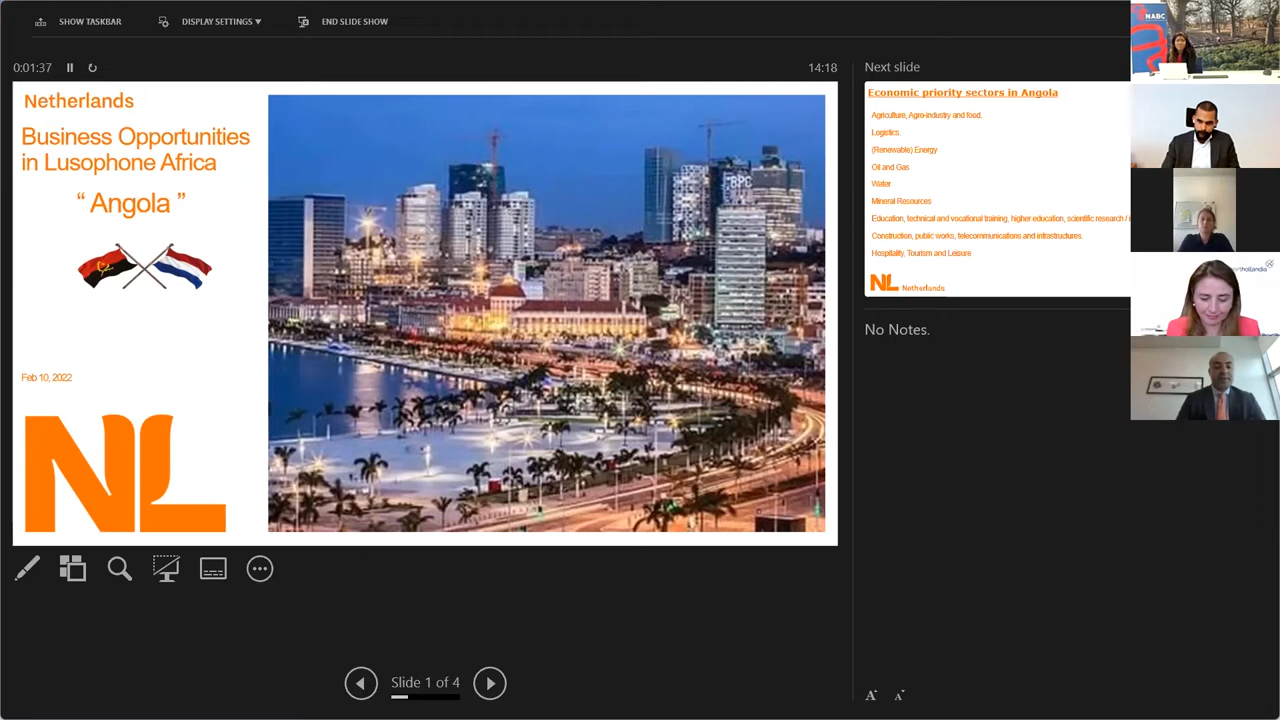 SHOW TASKBAR
DISPLAY SETTINGS
END SLIDE SHOW
0:01:37
14:18
Netherlands
Business Opportunities
in Lusophone Africa
“ Angola ”
Feb 10, 2022
NL
BPC
Slide 1 of 4
Next slide
Economic priority sectors in Angola
Agriculture, Agro-industry and food.
Logistics.
(Renewable) Energy
Oil and Gas
Water
Mineral Resources
Education, technical and vocational training, higher education, scientific research /
Construction, public works, telecommunications and infrastructures.
Hospitality, Tourism and Leisure
NL Netherlands
No Notes.
A A
NABC